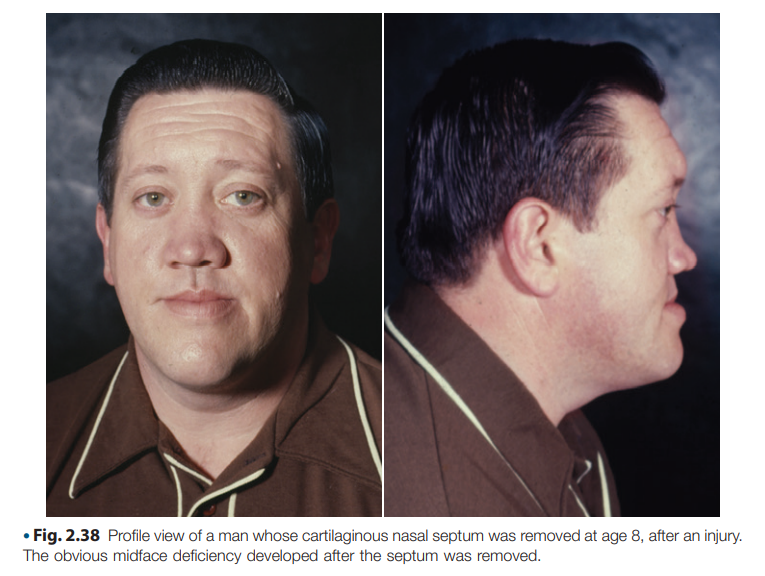 • Fig. 2.38 Profile view of a man whose cartilaginous nasal septum was removed at age 8, after an injury.
The obvious midface deficiency developed after the septum was removed.